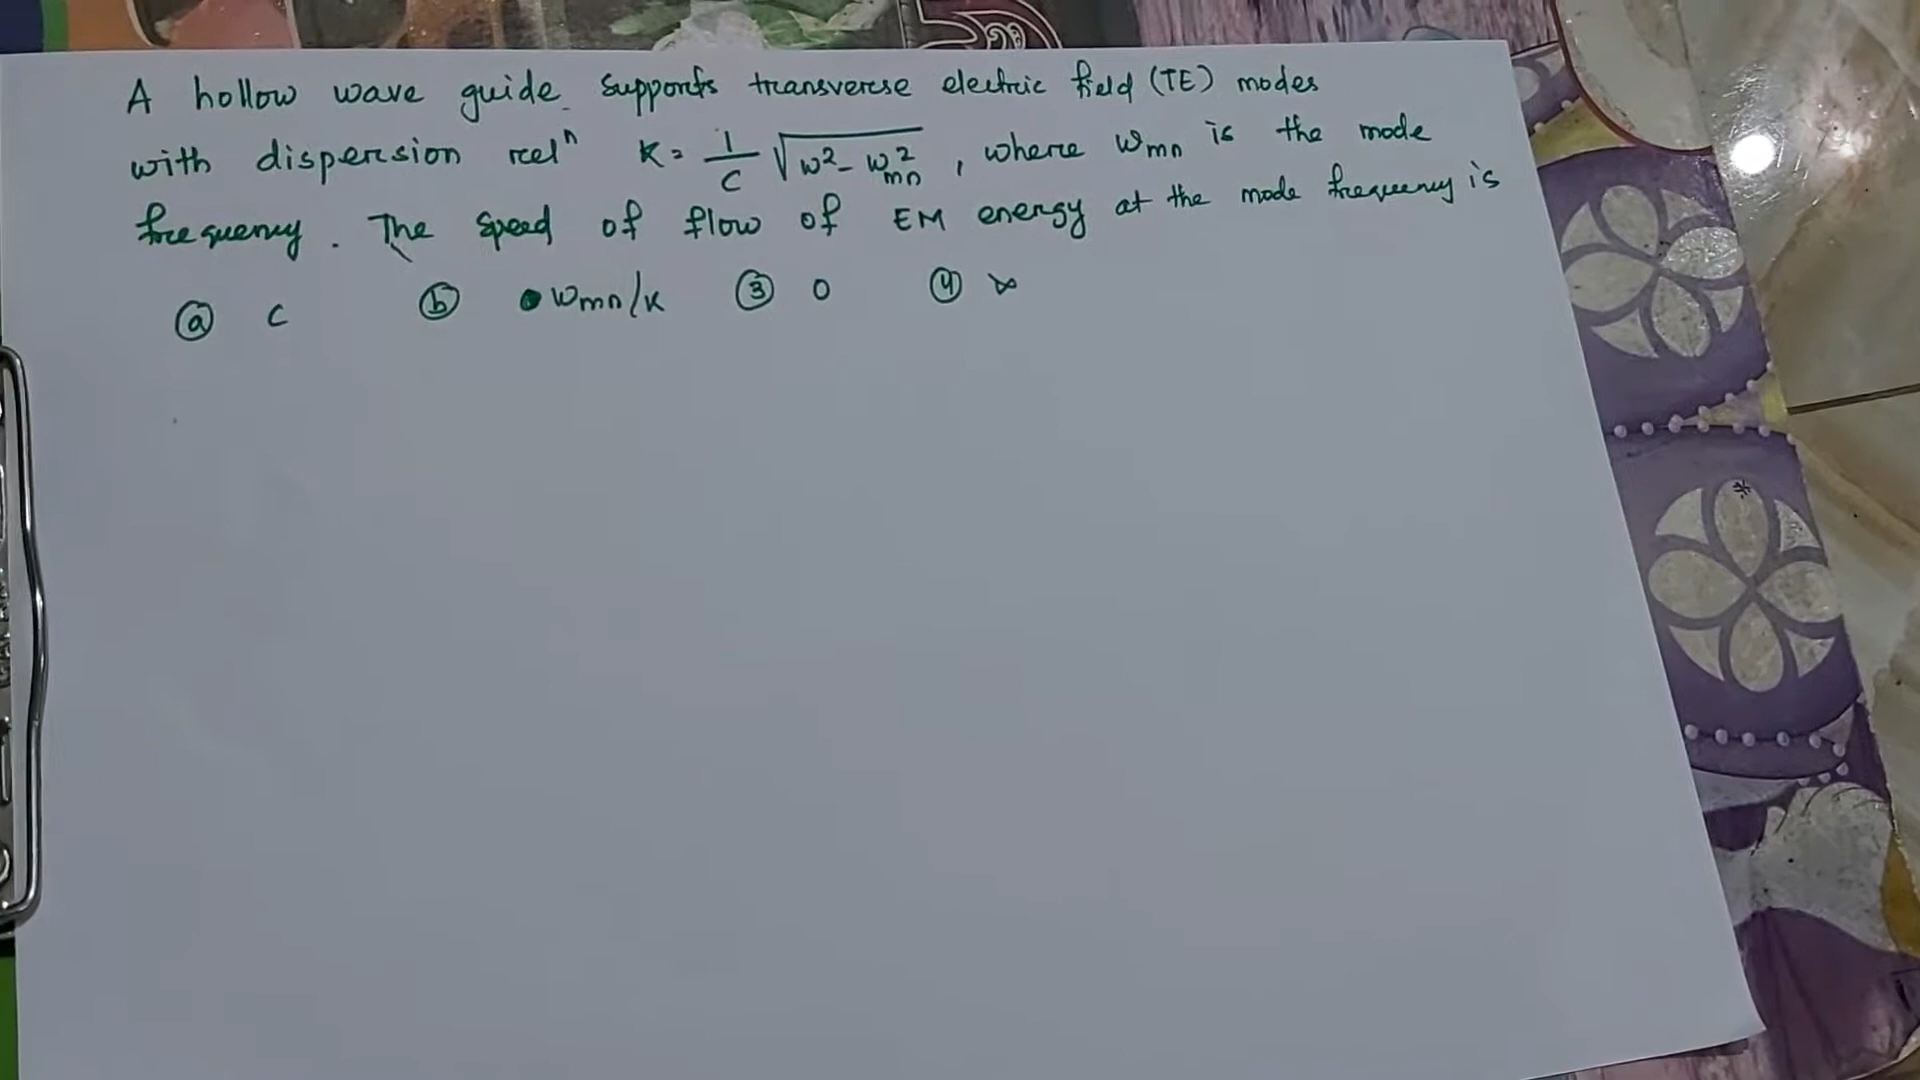 A hollow wave guide supports transverse electric field (TE) modes
with dispersion relⁿ K = 1/C √(ω² - ω²mn), where ωmn is the mode
frequency. The speed of flow of EM energy at the mode frequency is
ⓐ C ⓑ ωmn/K ③ 0 ④ ∞